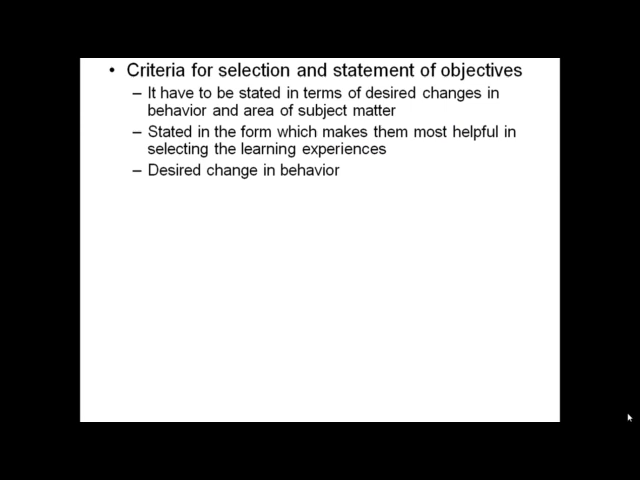 • Criteria for selection and statement of objectives
– It have to be stated in terms of desired changes in
behavior and area of subject matter
– Stated in the form which makes them most helpful in
selecting the learning experiences
– Desired change in behavior